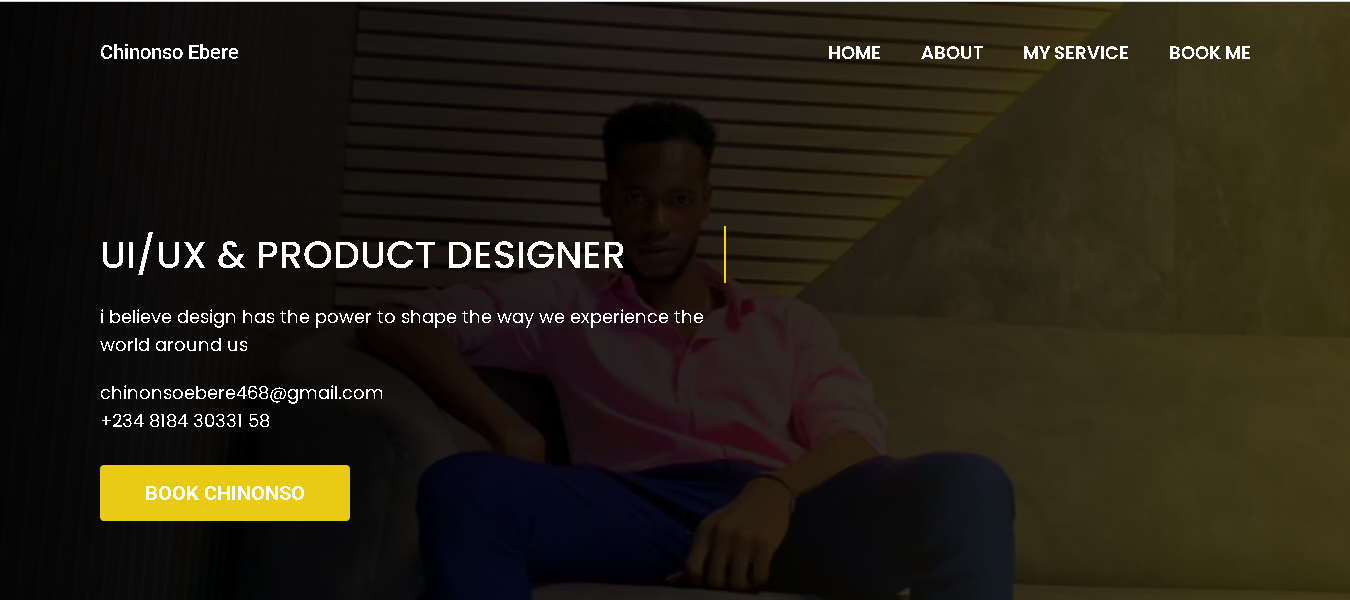 Chinonso Ebere
HOME ABOUT MY SERVICE BOOK ME
UI/UX & PRODUCT DESIGNER
i believe design has the power to shape the way we experience the
world around us
chinonsoebere468@gmail.com
+234 8184 30331 58
BOOK CHINONSO